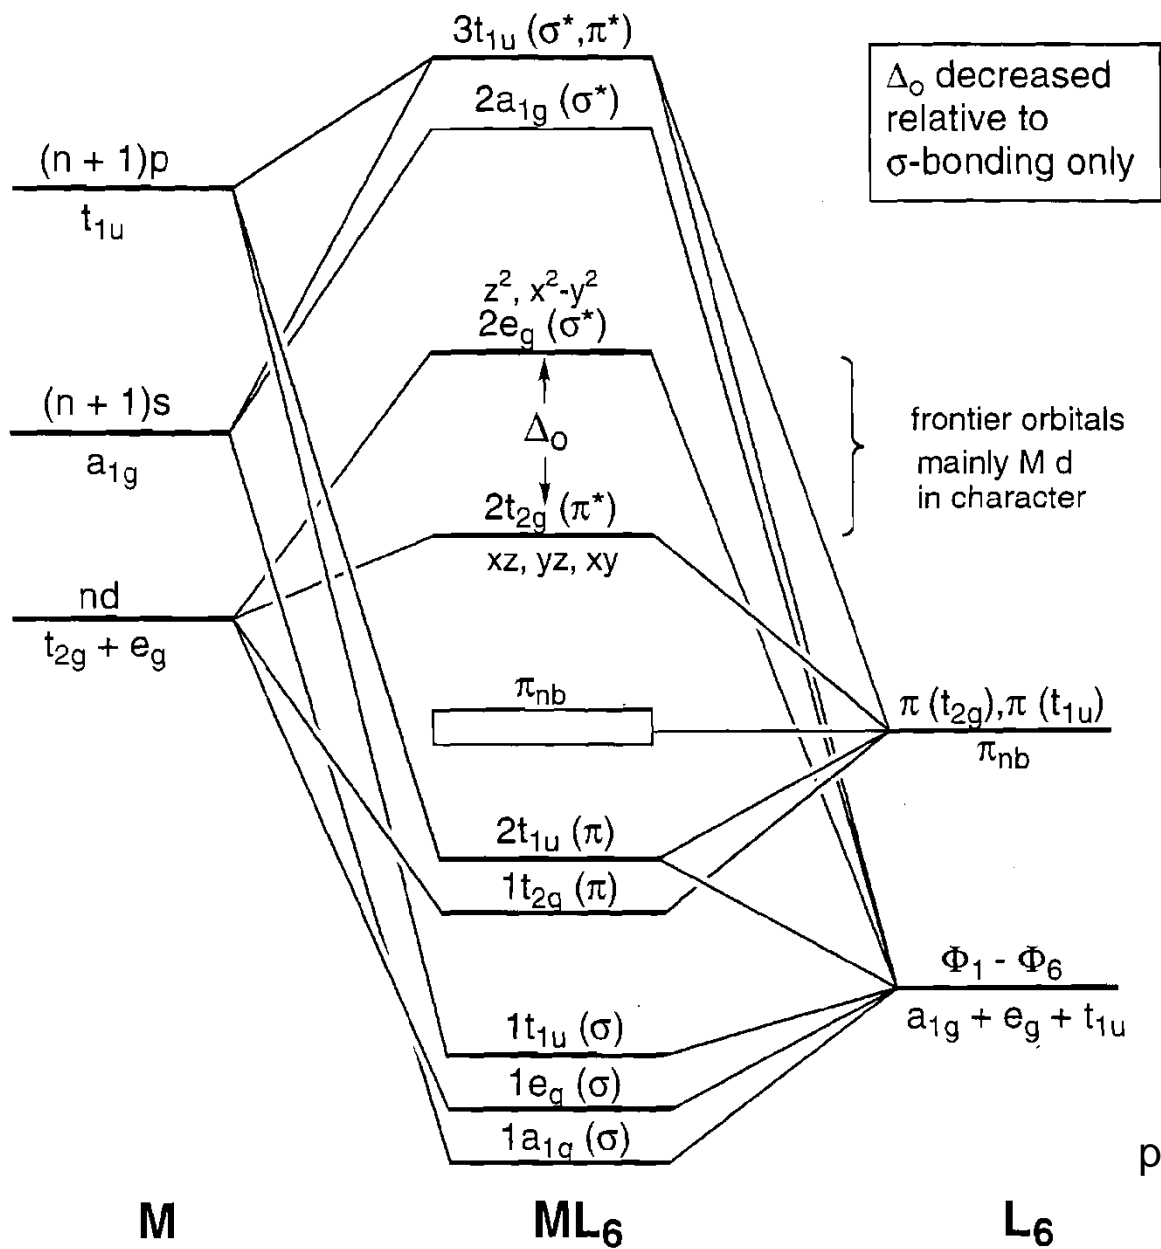 3t₁ᵤ (σ*,π*)
Δₒ decreased
relative to
σ-bonding only
2a₁g (σ*)
(n + 1)p
t₁ᵤ
z², x²-y²
2eg (σ*)
(n + 1)s
a₁g
Δₒ
frontier orbitals
mainly M d
in character
2t₂g (π*)
xz, yz, xy
nd
t₂g + eg
πnb
π (t₂g),π (t₁ᵤ)
πnb
2t₁ᵤ (π)
1t₂g (π)
Φ₁ - Φ₆
a₁g + eg + t₁ᵤ
1t₁ᵤ (σ)
1eg (σ)
1a₁g (σ)
p
M
ML₆
L₆